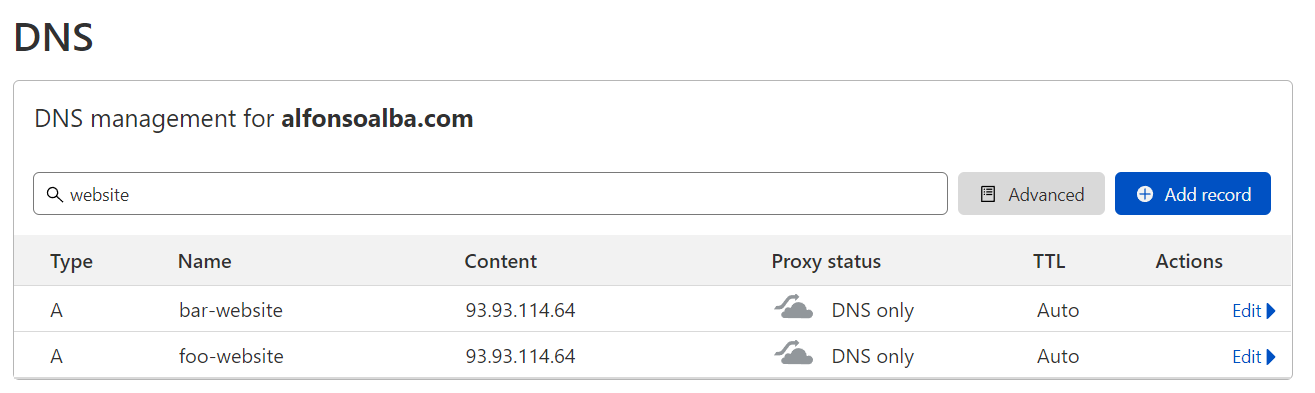 DNS
DNS management for alfonsoalba.com
website Advanced Add record
Type Name Content Proxy status TTL Actions
A bar-website 93.93.114.64 DNS only Auto Edit
A foo-website 93.93.114.64 DNS only Auto Edit